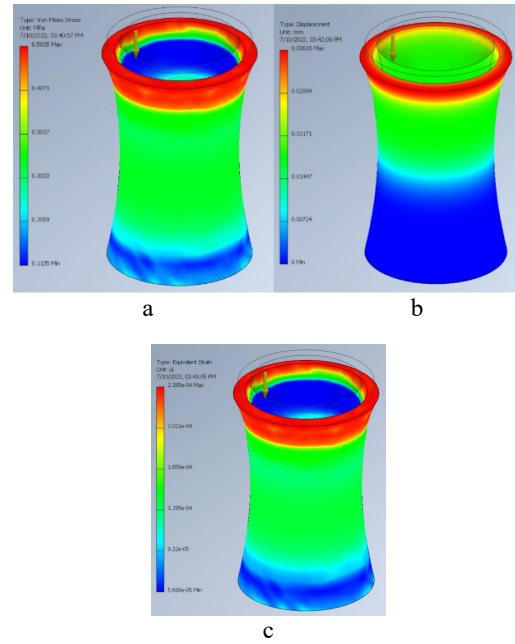 Type: Von Mises Stress
Unit: MPa
7/10/2023, 03:40:57 PM
0.5805 Max
0.4871
0.3937
0.3003
0.2069
0.1135 Min
a
Type: Displacement
Unit: mm
7/10/2023, 03:42:09 PM
0.03618 Max
0.02894
0.02171
0.01447
0.00724
0 Min
b
Type: Equivalent Strain
Unit: ul
7/10/2023, 03:43:05 PM
2.385e-04 Max
2.021e-04
1.658e-04
1.295e-04
9.32e-05
5.688e-05 Min
c